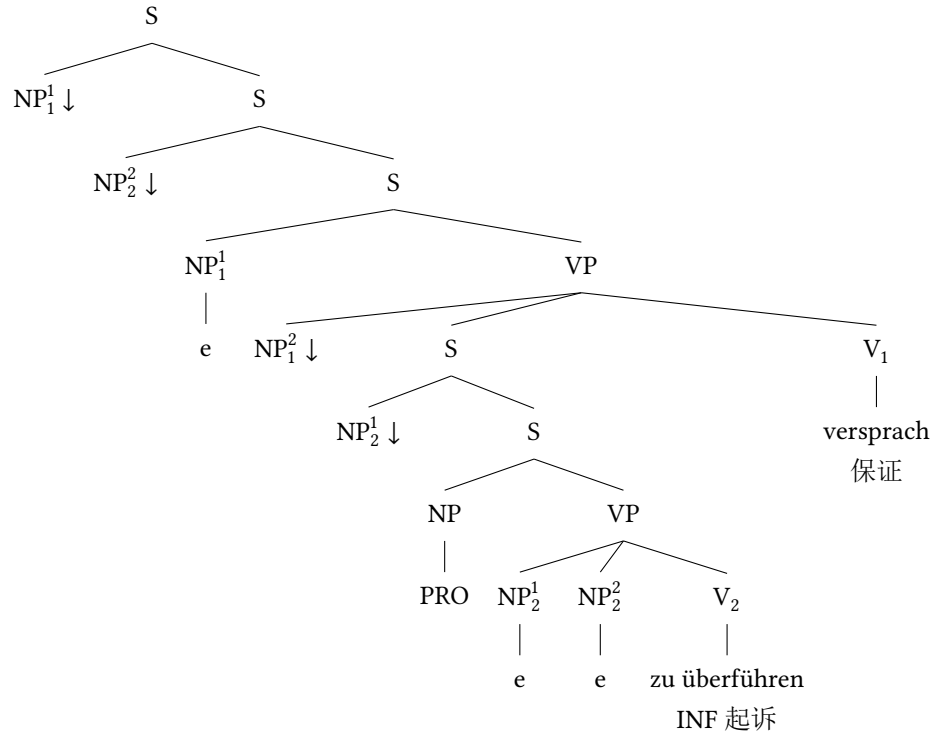 S
NP₁¹↓ S
NP₂²↓ S
NP₁¹ VP
e NP₁²↓ S V₁
NP₂¹↓ S versprach
保证
NP VP
PRO NP₂¹ NP₂² V₂
e e zu überführen
INF 起诉